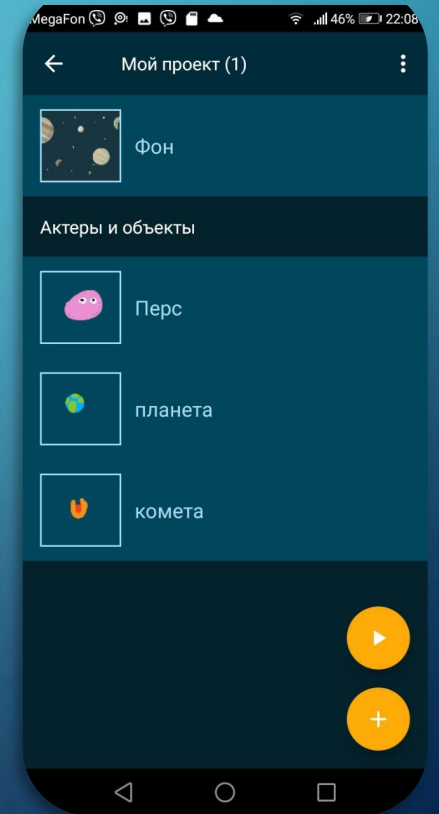 MegaFon 46% 22:08
Мой проект (1)
Фон
Актеры и объекты
Перс
планета
комета